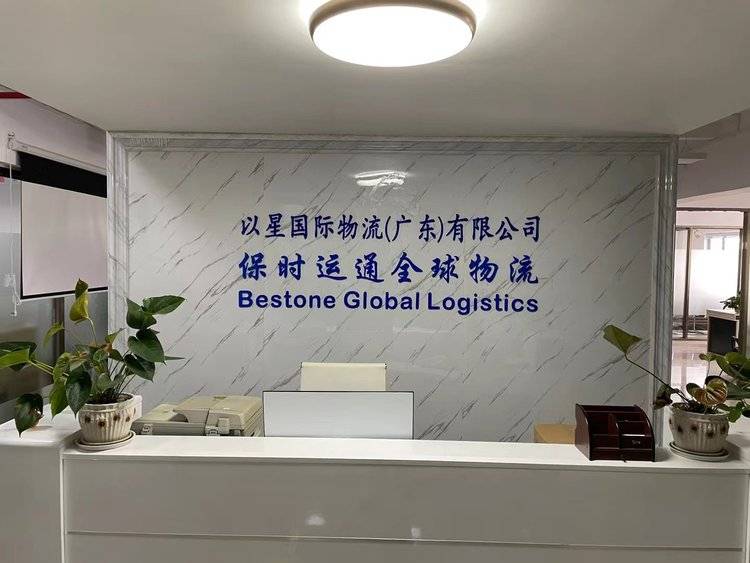 以星国际物流(广东)有限公司
保时运通全球物流
Bestone Global Logistics